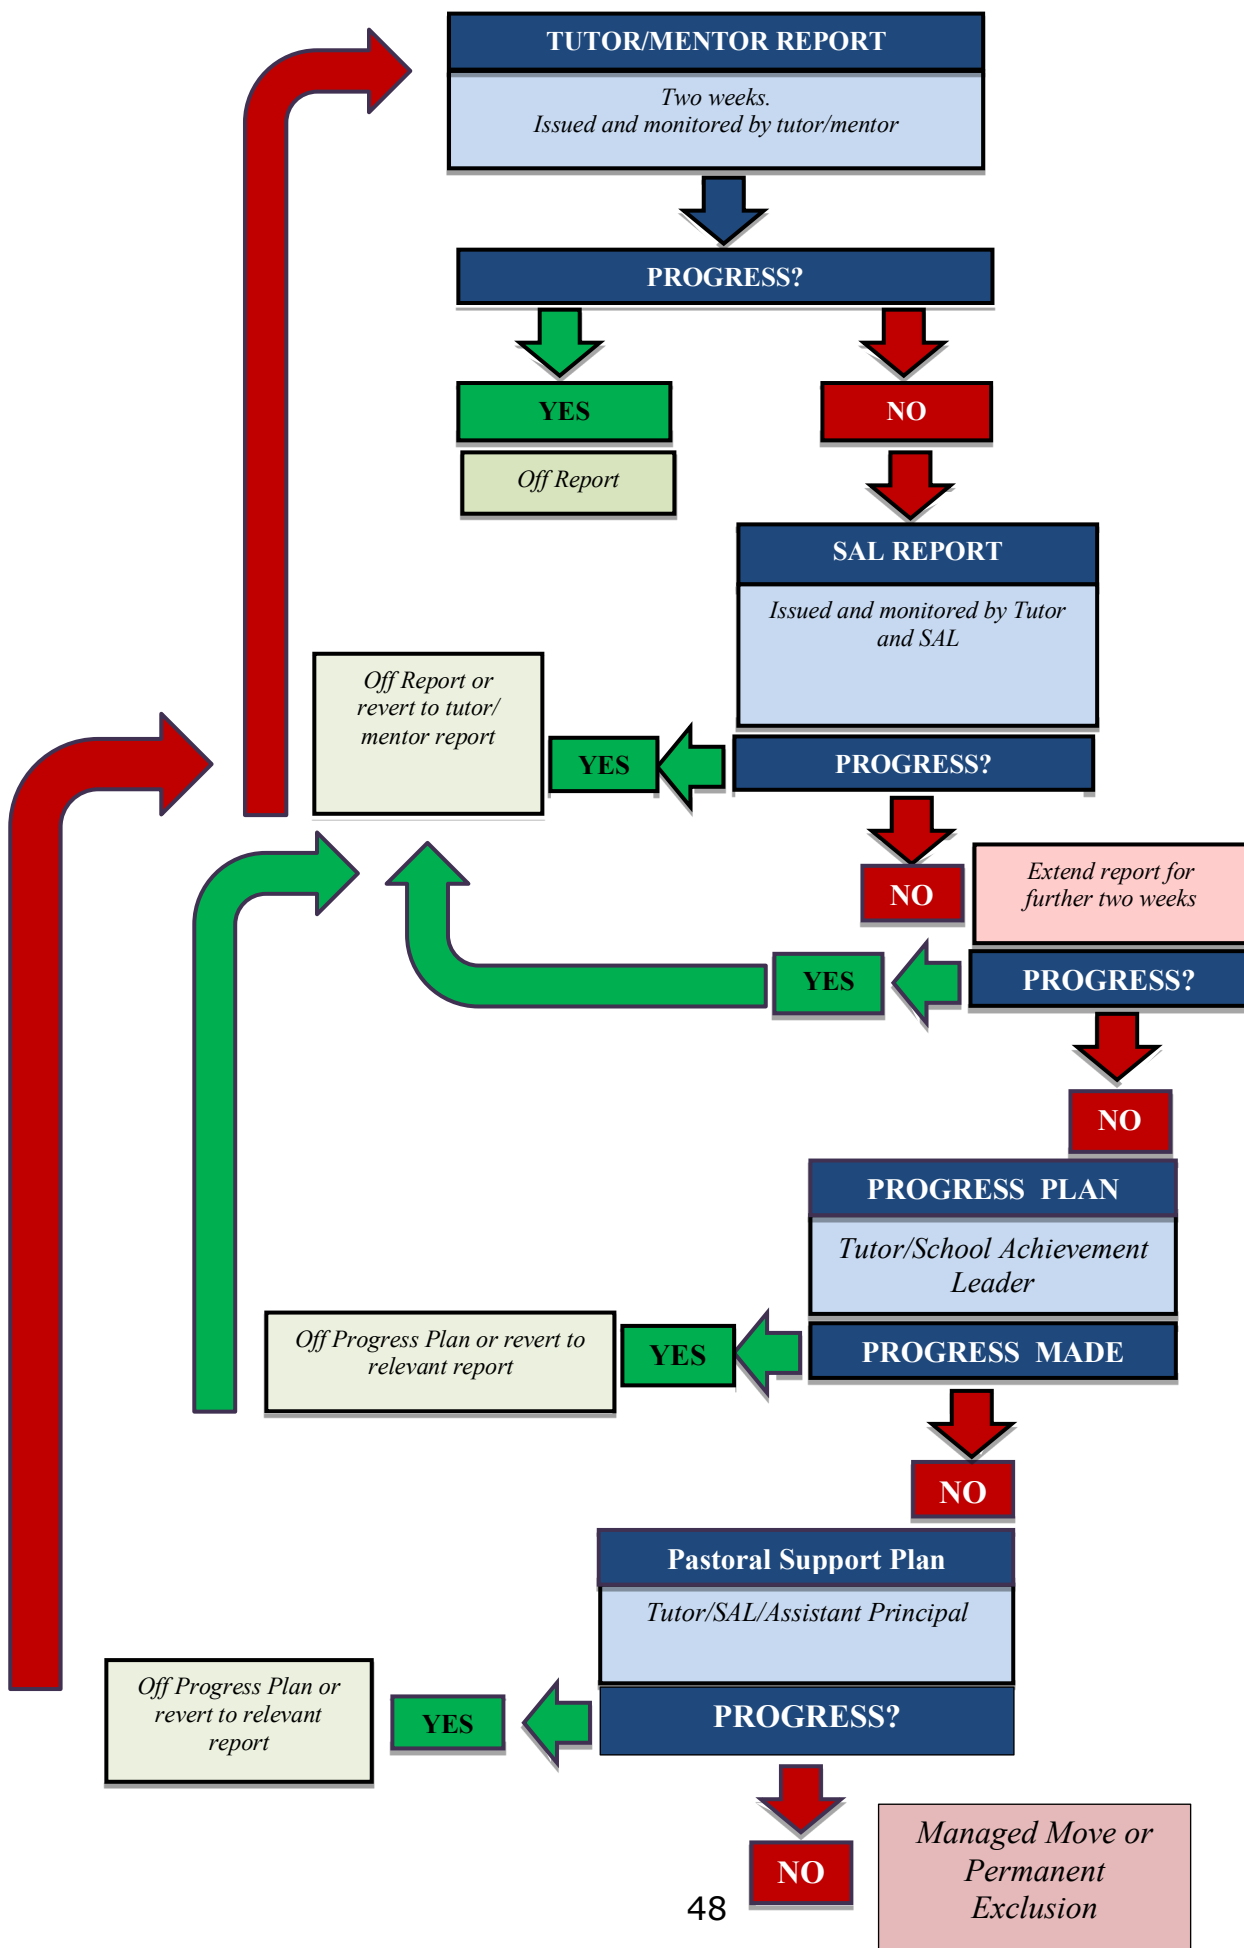 TUTOR/MENTOR REPORT
Two weeks.
Issued and monitored by tutor/mentor
PROGRESS?
YES
NO
Off Report
SAL REPORT
Issued and monitored by Tutor
and SAL
Off Report or
revert to tutor/
mentor report
YES
PROGRESS?
NO
Extend report for
further two weeks
YES
PROGRESS?
NO
PROGRESS PLAN
Tutor/School Achievement
Leader
Off Progress Plan or revert to
relevant report
YES
PROGRESS MADE
NO
Pastoral Support Plan
Tutor/SAL/Assistant Principal
Off Progress Plan or
revert to relevant
report
YES
PROGRESS?
NO
Managed Move or
Permanent
Exclusion
48